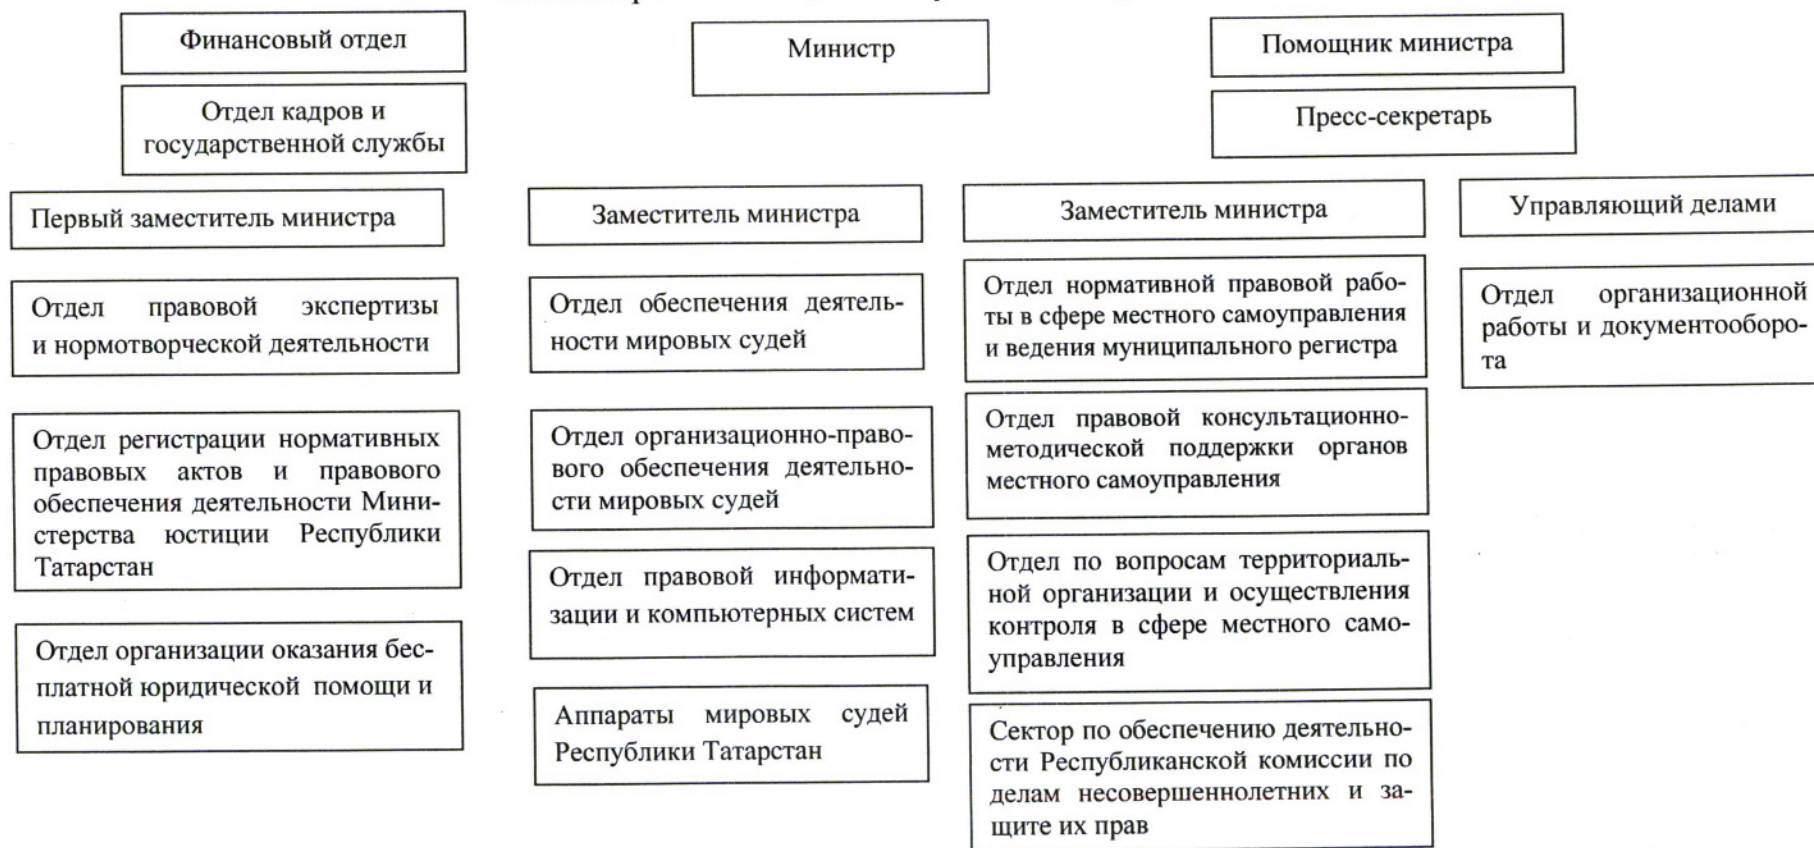 Финансовый отдел
Министр
Помощник министра
Отдел кадров и
государственной службы
Пресс-секретарь
Первый заместитель министра
Заместитель министра
Заместитель министра
Управляющий делами
Отдел правовой экспертизы
и нормотворческой деятельности
Отдел регистрации нормативных
правовых актов и правового
обеспечения деятельности Мини-
стерства юстиции Республики
Татарстан
Отдел организации оказания бес-
платной юридической помощи и
планирования
Отдел обеспечения деятель-
ности мировых судей
Отдел организационно-право-
вого обеспечения деятельно-
сти мировых судей
Отдел правовой информати-
зации и компьютерных систем
Аппараты мировых судей
Республики Татарстан
Отдел нормативной правовой рабо-
ты в сфере местного самоуправления
и ведения муниципального регистра
Отдел правовой консультационно-
методической поддержки органов
местного самоуправления
Отдел по вопросам территориаль-
ной организации и осуществления
контроля в сфере местного само-
управления
Сектор по обеспечению деятельно-
сти Республиканской комиссии по
делам несовершеннолетних и за-
щите их прав
Отдел организационной
работы и документооборо-
та